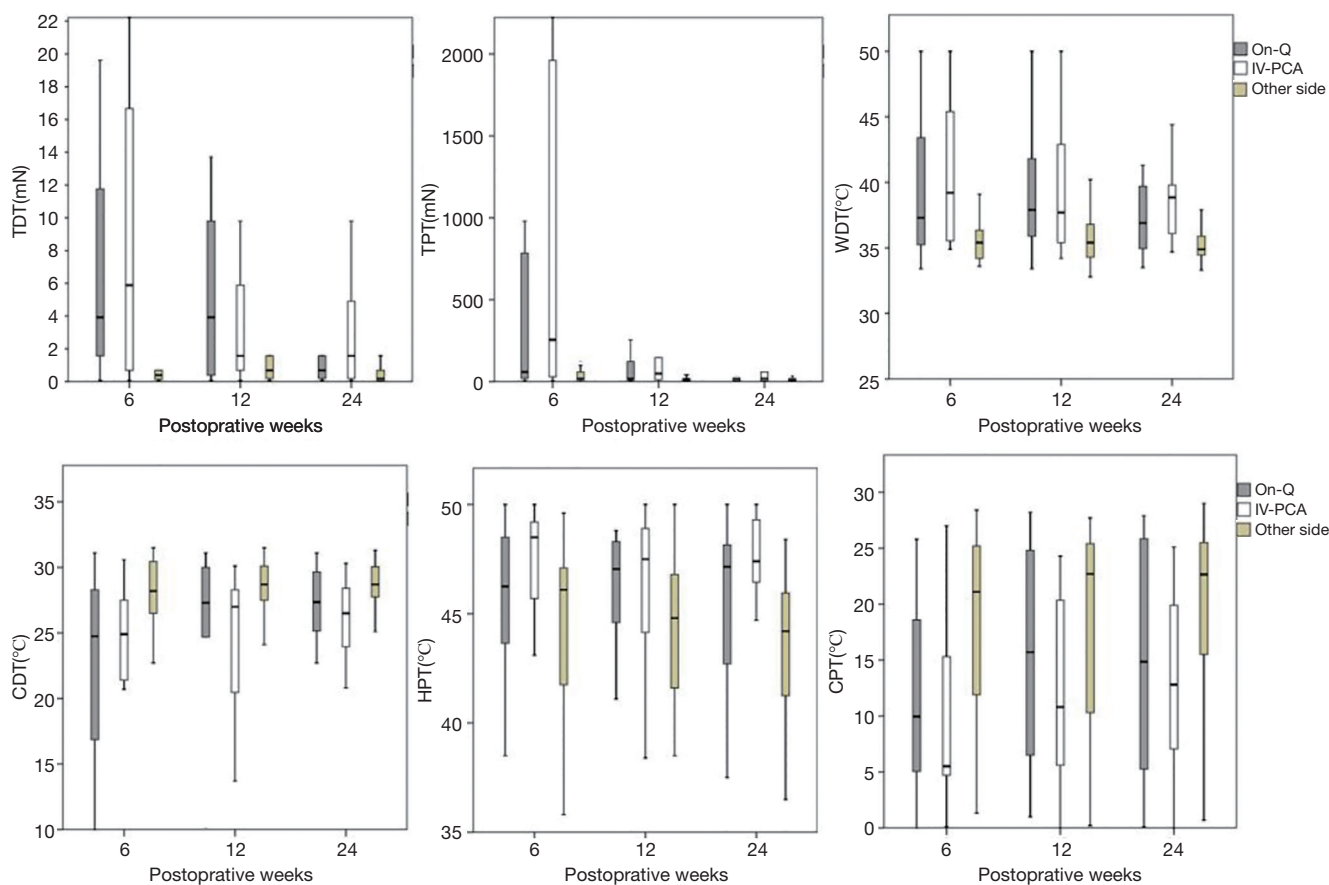 TDT(mN)
22
20
18
16
14
12
10
8
6
4
2
0
6 12 24
Postoprative weeks
TPT(mN)
2000
1500
1000
500
0
6 12 24
Postoprative weeks
WDT(°C)
50
45
40
35
30
25
6 12 24
Postoprative weeks
On-Q
IV-PCA
Other side
CDT(°C)
35
30
25
20
15
10
6 12 24
Postoprative weeks
HPT(°C)
50
45
40
35
6 12 24
Postoprative weeks
CPT(°C)
30
25
20
15
10
5
0
6 12 24
Postoprative weeks
On-Q
IV-PCA
Other side